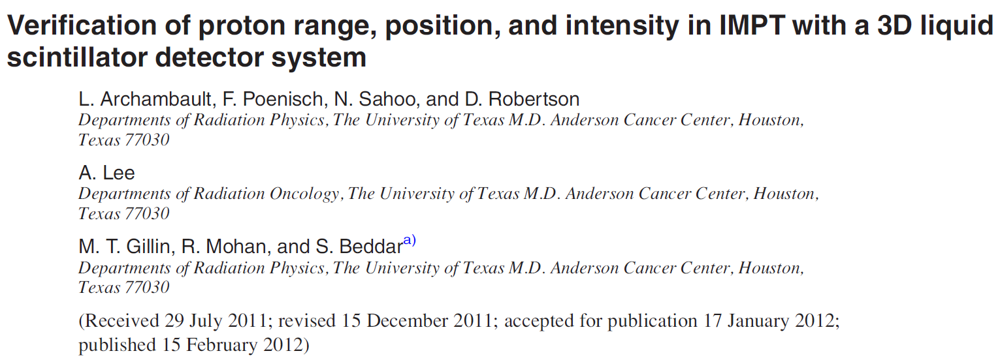 Verification of proton range, position, and intensity in IMPT with a 3D liquid
scintillator detector system
L. Archambault, F. Poenisch, N. Sahoo, and D. Robertson
Departments of Radiation Physics, The University of Texas M.D. Anderson Cancer Center, Houston,
Texas 77030
A. Lee
Departments of Radiation Oncology, The University of Texas M.D. Anderson Cancer Center, Houston,
Texas 77030
M. T. Gillin, R. Mohan, and S. Beddar a)
Departments of Radiation Physics, The University of Texas M.D. Anderson Cancer Center, Houston,
Texas 77030
(Received 29 July 2011; revised 15 December 2011; accepted for publication 17 January 2012;
published 15 February 2012)